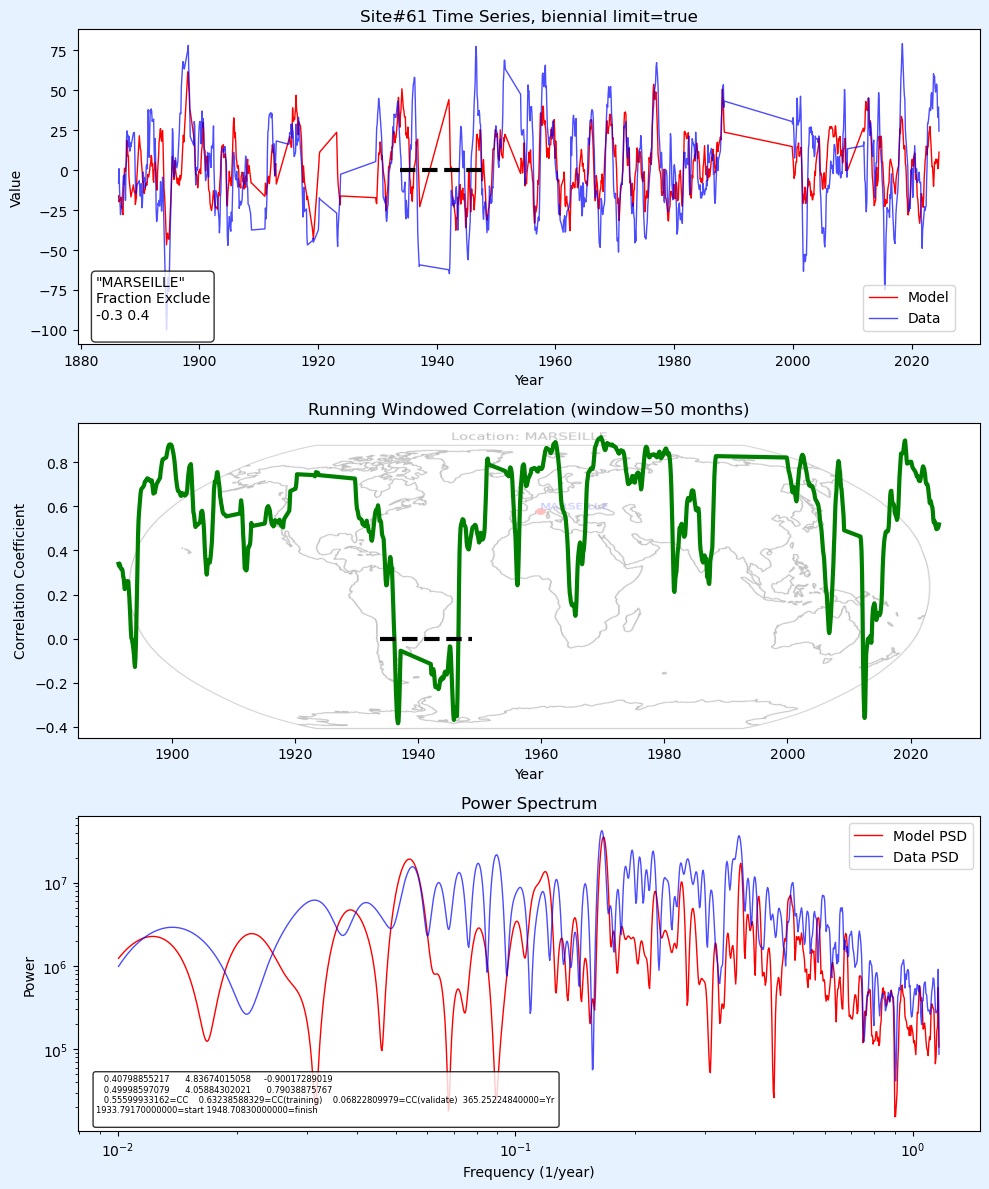 Site#61 Time Series, biennial limit=true
Value
75
50
25
0
−25
−50
−75
−100
"MARSEILLE"
Fraction Exclude
-0.3 0.4
Model
Data
1880
1900
1920
1940
1960
1980
2000
2020
Year
Running Windowed Correlation (window=50 months)
Location: MARSEILLE
MARSEILLE
Correlation Coefficient
0.8
0.6
0.4
0.2
0.0
−0.2
−0.4
1900
1920
1940
1960
1980
2000
2020
Year
Power Spectrum
Model PSD
Data PSD
Power
10^7
10^6
10^5
0.40798855217 4.83674015058 -0.90017289019
0.49998597079 4.05884302021 0.79038875767
0.55599933162=CC 0.63238588329=CC(training) 0.06822809979=CC(validate) 365.25224840000=Yr
1933.79170000000=start 1948.70830000000=finish
10^−2
10^−1
10^0
Frequency (1/year)